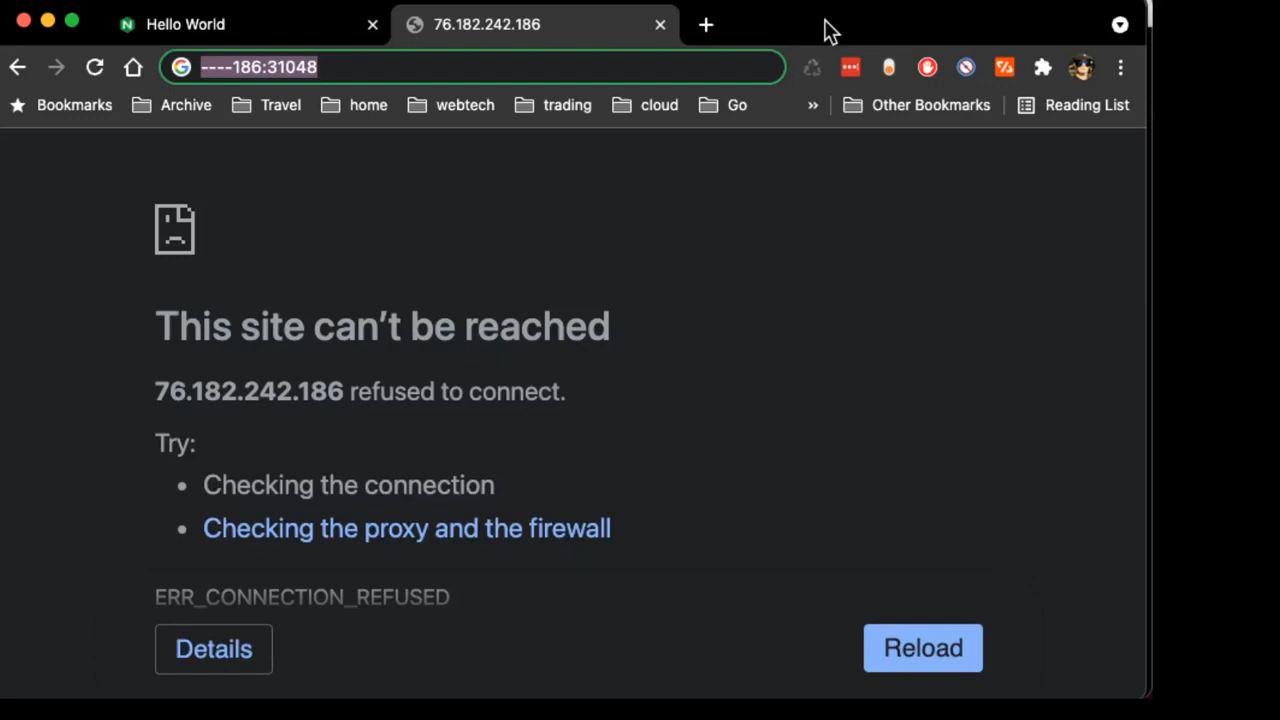 Hello World
76.182.242.186
----186:31048
Bookmarks Archive Travel home webtech trading cloud Go » Other Bookmarks Reading List
This site can’t be reached
76.182.242.186 refused to connect.
Try:
• Checking the connection
• Checking the proxy and the firewall
ERR_CONNECTION_REFUSED
Details
Reload